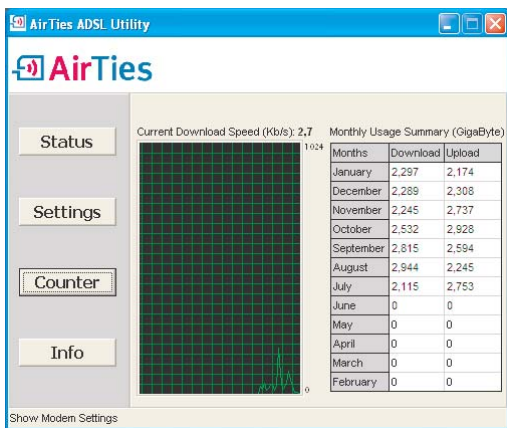 AirTies ADSL Utility
AirTies
Status
Settings
Counter
Info
Current Download Speed (Kb/s): 2,7
1024
0
Monthly Usage Summary (GigaByte)
Months Download Upload
January 2,297 2,174
December 2,289 2,308
November 2,245 2,737
October 2,532 2,928
September 2,815 2,594
August 2,944 2,245
July 2,115 2,753
June 0 0
May 0 0
April 0 0
March 0 0
February 0 0
Show Modem Settings